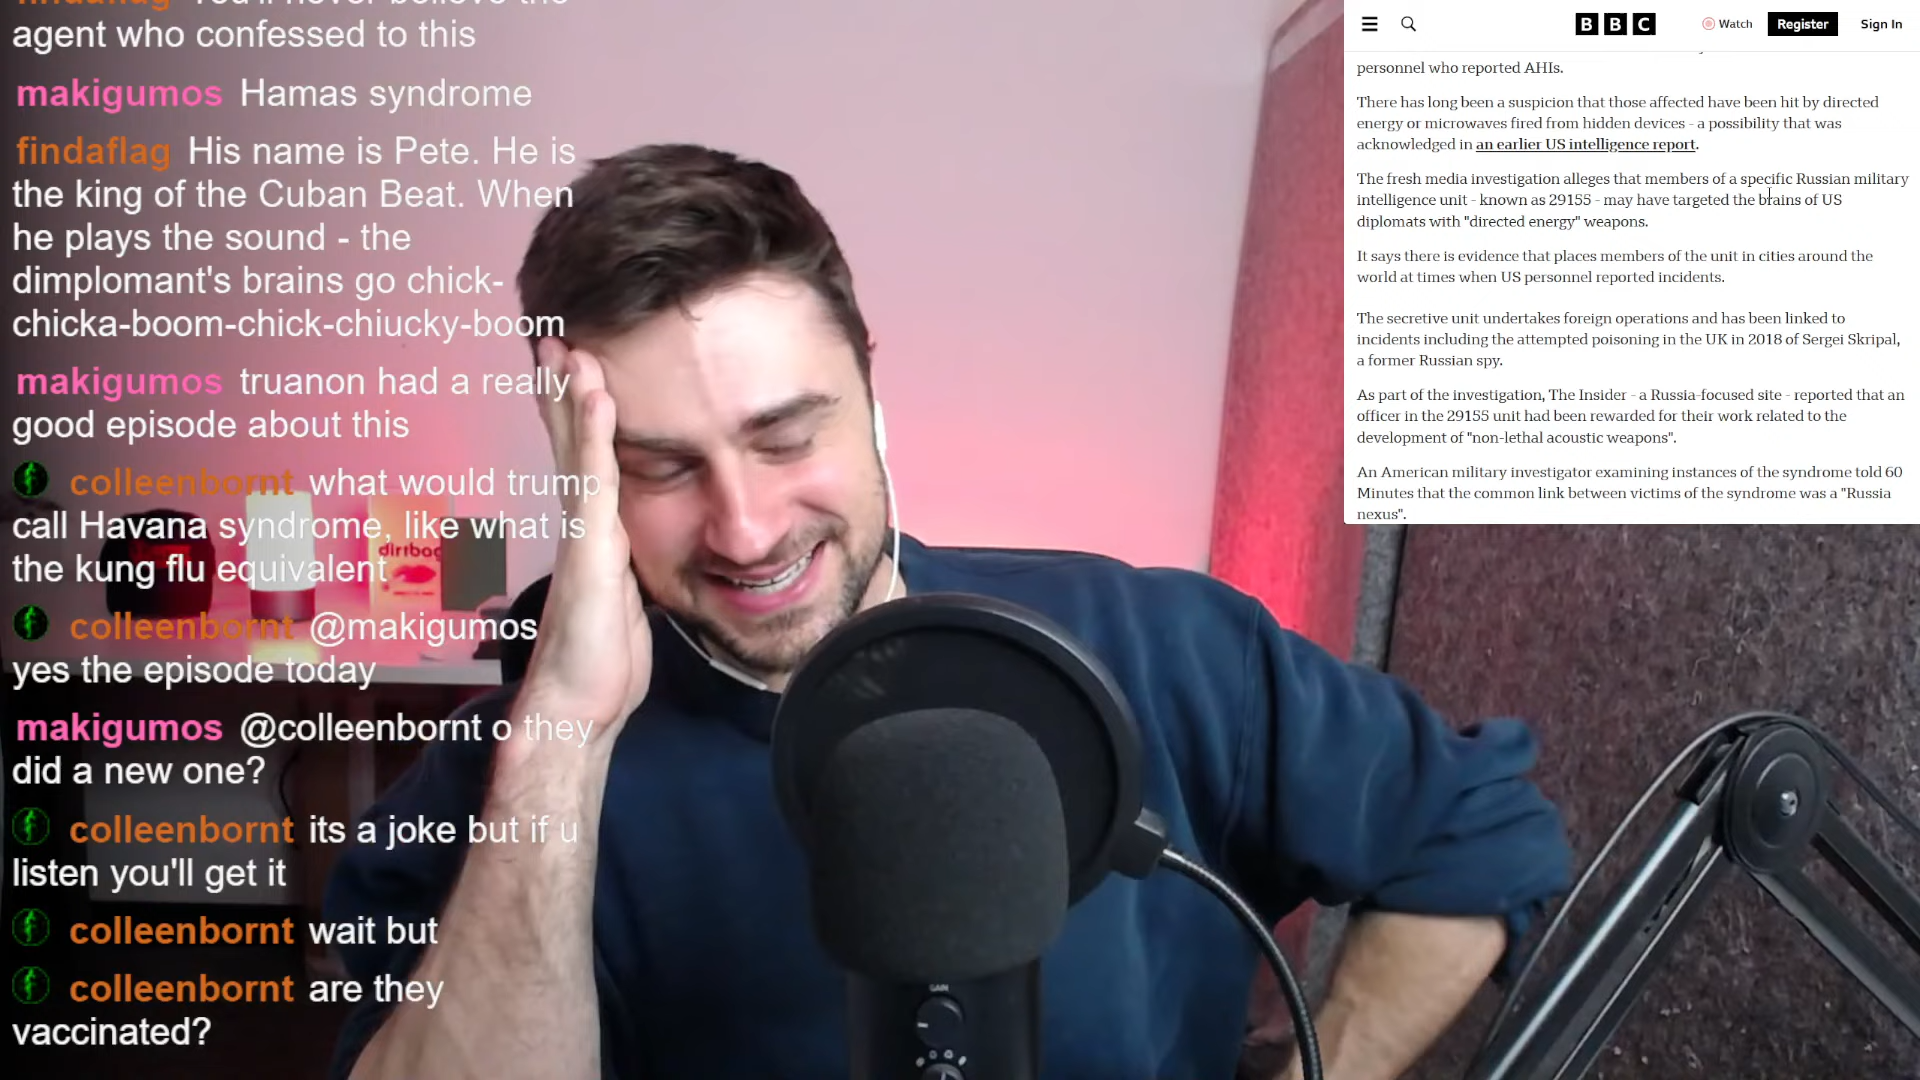 findaflag You'll never believe the
agent who confessed to this
makigumos Hamas syndrome
findaflag His name is Pete. He is
the king of the Cuban Beat. When
he plays the sound - the
dimplomant's brains go chick-
chicka-boom-chick-chiucky-boom
makigumos truanon had a really
good episode about this
colleenbornt what would trump
call Havana syndrome, like what is
the kung flu equivalent
colleenbornt @makigumos
yes the episode today
makigumos @colleenbornt o they
did a new one?
colleenbornt its a joke but if u
listen you'll get it
colleenbornt wait but
colleenbornt are they
vaccinated?
dirtbag
GAIN
BBC
Watch
Register
Sign In
personnel who reported AHIs.
There has long been a suspicion that those affected have been hit by directed
energy or microwaves fired from hidden devices - a possibility that was
acknowledged in an earlier US intelligence report.
The fresh media investigation alleges that members of a specific Russian military
intelligence unit - known as 29155 - may have targeted the brains of US
diplomats with "directed energy" weapons.
It says there is evidence that places members of the unit in cities around the
world at times when US personnel reported incidents.
The secretive unit undertakes foreign operations and has been linked to
incidents including the attempted poisoning in the UK in 2018 of Sergei Skripal,
a former Russian spy.
As part of the investigation, The Insider - a Russia-focused site - reported that an
officer in the 29155 unit had been rewarded for their work related to the
development of "non-lethal acoustic weapons".
An American military investigator examining instances of the syndrome told 60
Minutes that the common link between victims of the syndrome was a "Russia
nexus".